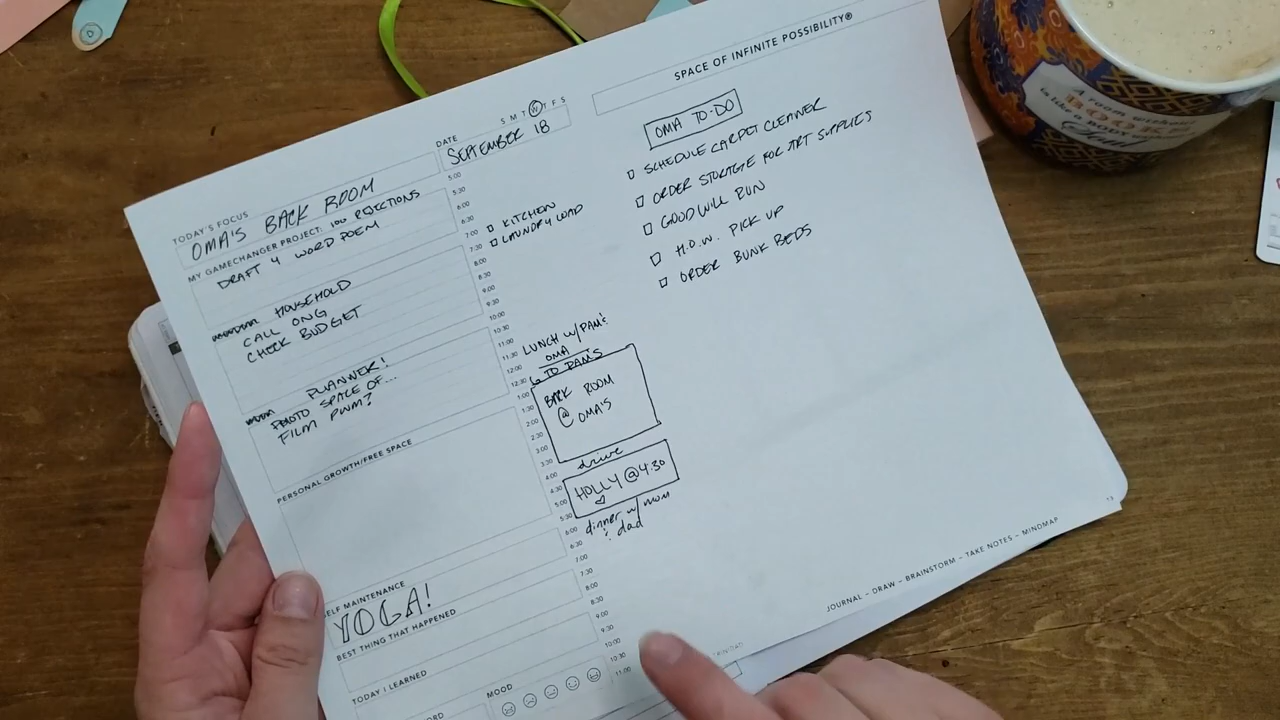 DATE
S M T W T F S
SEPTEMBER 18
TODAY'S FOCUS
OMA'S BACK ROOM
MY GAMECHANGER PROJECT: 100 REJECTIONS
DRAFT 4 WORD POEM
HOUSEHOLD
CALL ONG
CHECK BUDGET
PLANNER!
PHOTO SPACE OF...
FILM PWM?
PERSONAL GROWTH/FREE SPACE
SELF MAINTENANCE
YOGA!
BEST THING THAT HAPPENED
TODAY I LEARNED
MOOD
5:00
5:30
6:00
6:30
7:00
7:30
8:00
8:30
9:00
9:30
10:00
10:30
11:00
11:30
12:00
12:30
1:00
1:30
2:00
2:30
3:00
3:30
4:00
4:30
5:00
5:30
6:00
6:30
7:00
7:30
8:00
8:30
9:00
9:30
10:00
10:30
11:00
KITCHEN
LAUNDRY LOAD
LUNCH W/PAM &
OMA
TO PAM'S
BACK ROOM
@ OMA'S
drive
HOLLY @ 4:30
dinner w/ mom
& dad
SPACE OF INFINITE POSSIBILITY®
OMA TO-DO
SCHEDULE CARPET CLEANER
ORDER STORAGE FOR ART SUPPLIES
GOODWILL RUN
H.O.W. PICK UP
ORDER BUNK BEDS
13
JOURNAL – DRAW – BRAINSTORM – TAKE NOTES – MINDMAP
A room without
BOOKS
is like a body without a
Soul